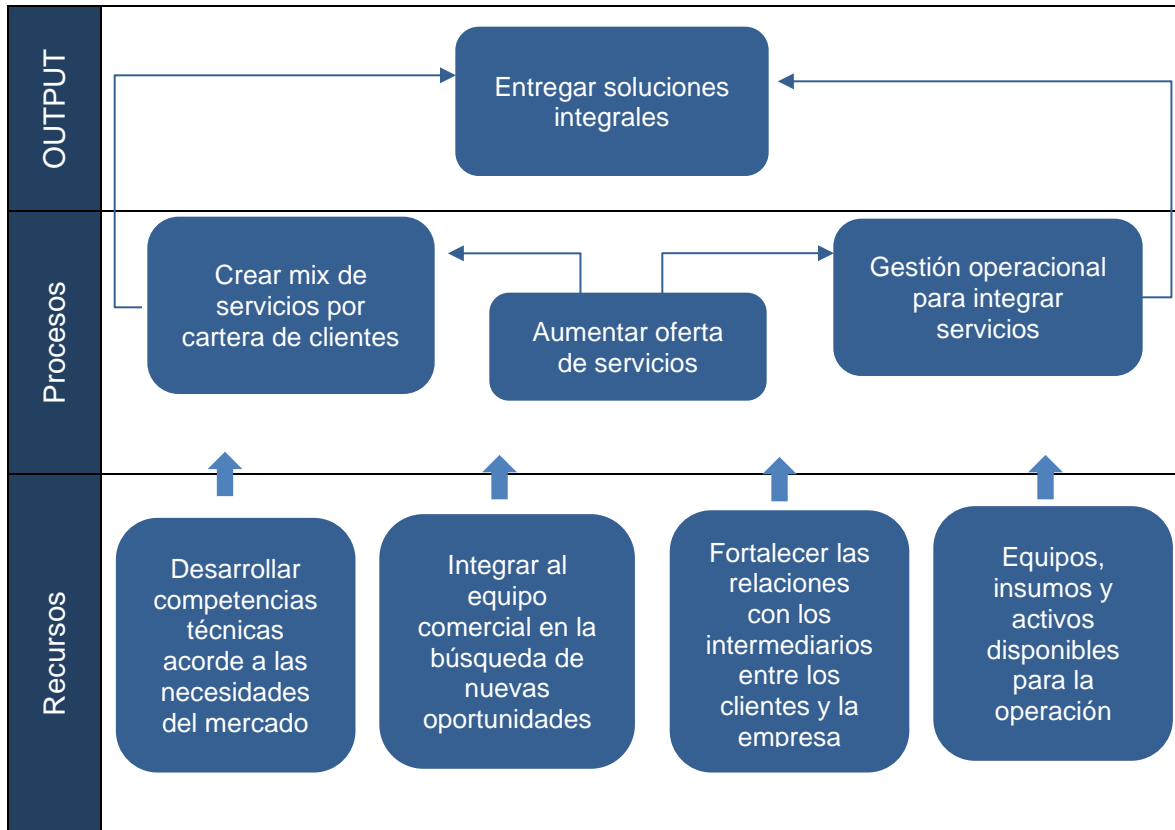 OUTPUT
Entregar soluciones
integrales
Procesos
Crear mix de
servicios por
cartera de clientes
Aumentar oferta
de servicios
Gestión operacional
para integrar
servicios
Recursos
Desarrollar
competencias
técnicas
acorde a las
necesidades
del mercado
Integrar al
equipo
comercial en la
búsqueda de
nuevas
oportunidades
Fortalecer las
relaciones
con los
intermediarios
entre los
clientes y la
empresa
Equipos,
insumos y
activos
disponibles
para la
operación